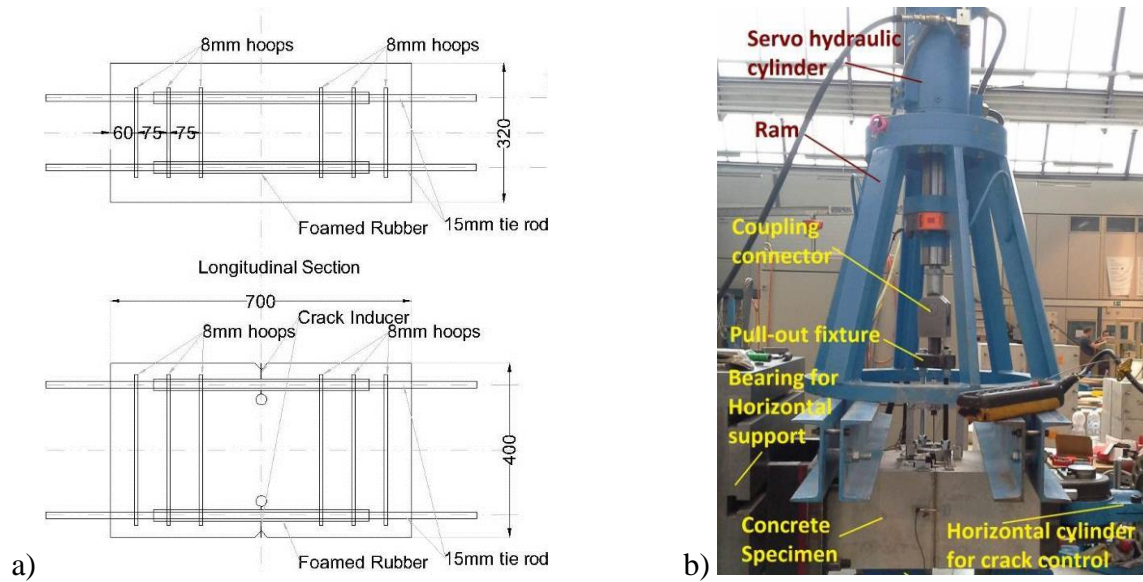 8mm hoops
8mm hoops
60
75
75
320
Foamed Rubber
15mm tie rod
Longitudinal Section
700
Crack Inducer
8mm hoops
8mm hoops
400
Foamed Rubber
15mm tie rod
a)
Servo hydraulic
cylinder
Ram
Coupling
connector
Pull-out fixture
Bearing for
Horizontal
support
Concrete
Specimen
Horizontal cylinder
for crack control
b)